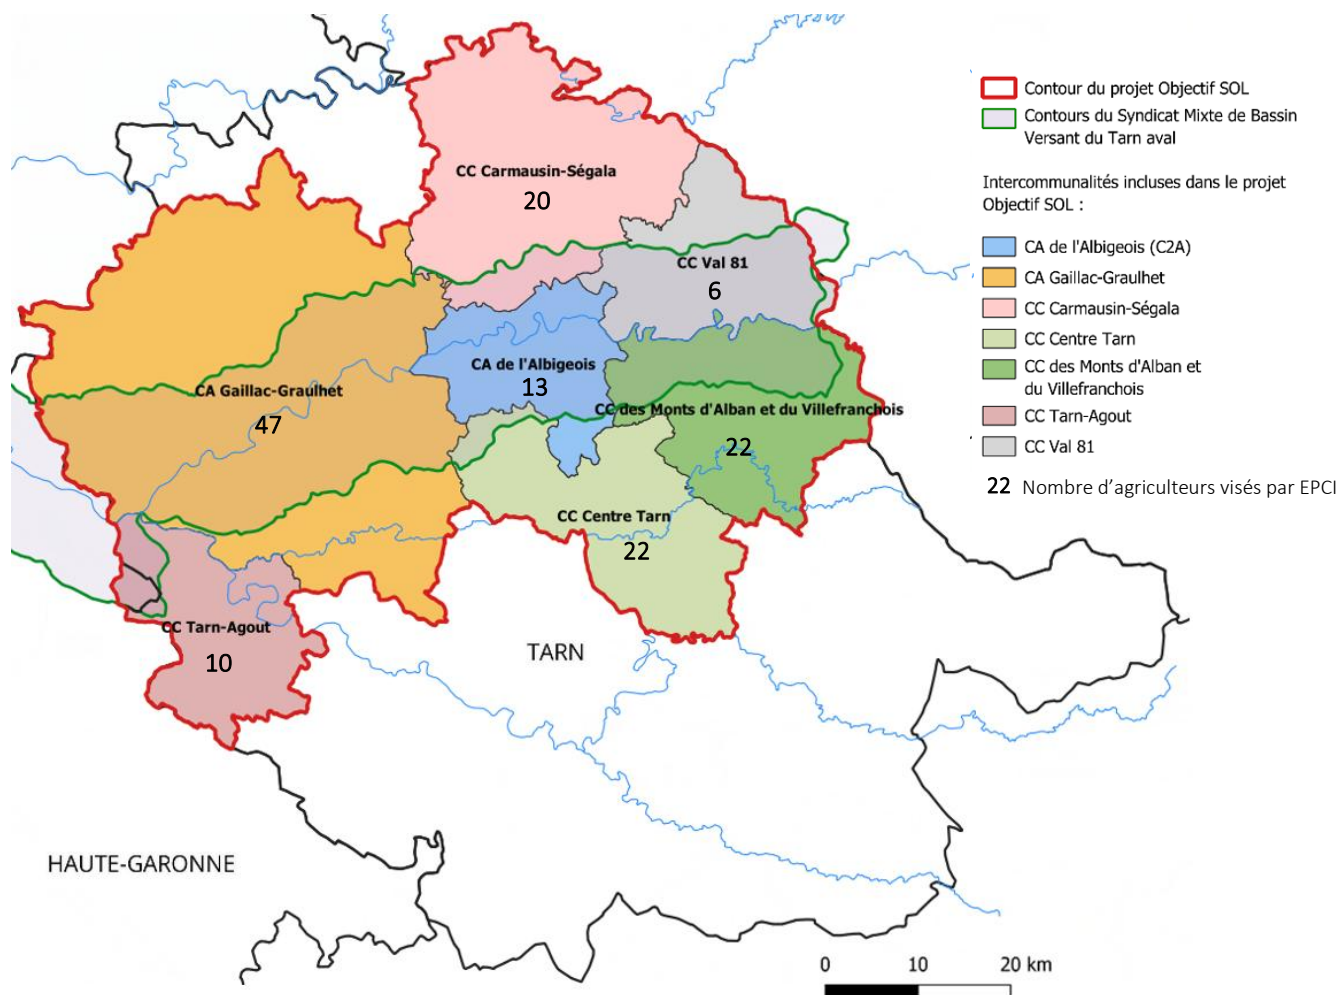 Contour du projet Objectif SOL
Contours du Syndicat Mixte de Bassin
Versant du Tarn aval
Intercommunalités incluses dans le projet
Objectif SOL :
CA de l'Albigeois (C2A)
CA Gaillac-Graulhet
CC Carmausin-Ségala
CC Centre Tarn
CC des Monts d'Alban et
du Villefranchois
CC Tarn-Agout
CC Val 81
22 Nombre d'agriculteurs visés par EPCI
CC Carmausin-Ségala
20
CC Val 81
6
CA de l'Albigeois
13
CA Gaillac-Graulhet
47
CC des Monts d'Alban et du Villefranchois
22
CC Centre Tarn
22
CC Tarn-Agout
10
TARN
HAUTE-GARONNE
0 10 20 km